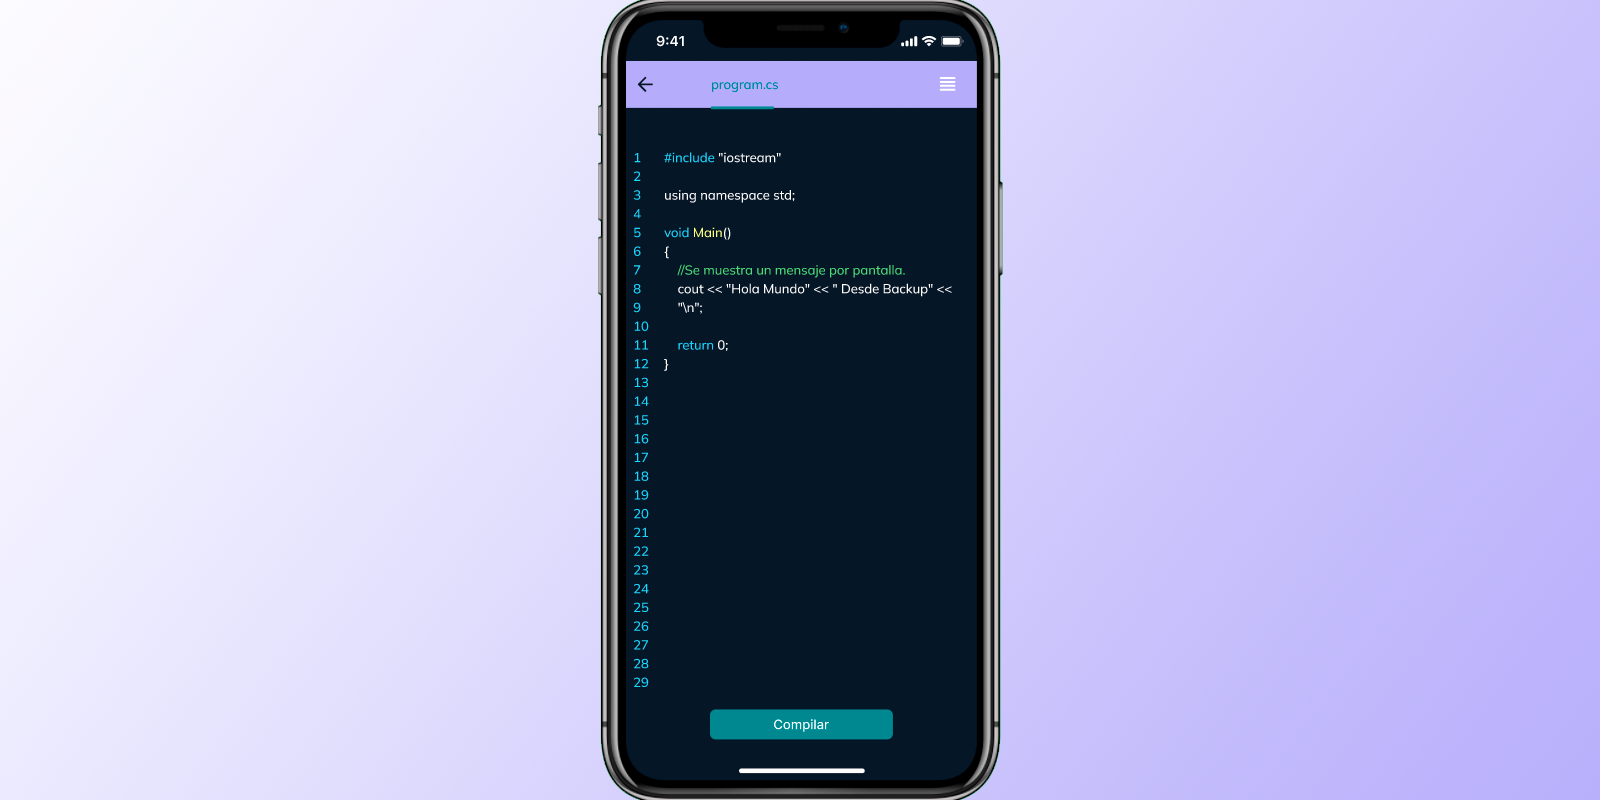 9:41
program.cs
1 #include "iostream"
2
3 using namespace std;
4
5 void Main()
6 {
7 //Se muestra un mensaje por pantalla.
8 cout << "Hola Mundo" << " Desde Backup" <<
9 "\n";
10
11 return 0;
12 }
13
14
15
16
17
18
19
20
21
22
23
24
25
26
27
28
29
Compilar